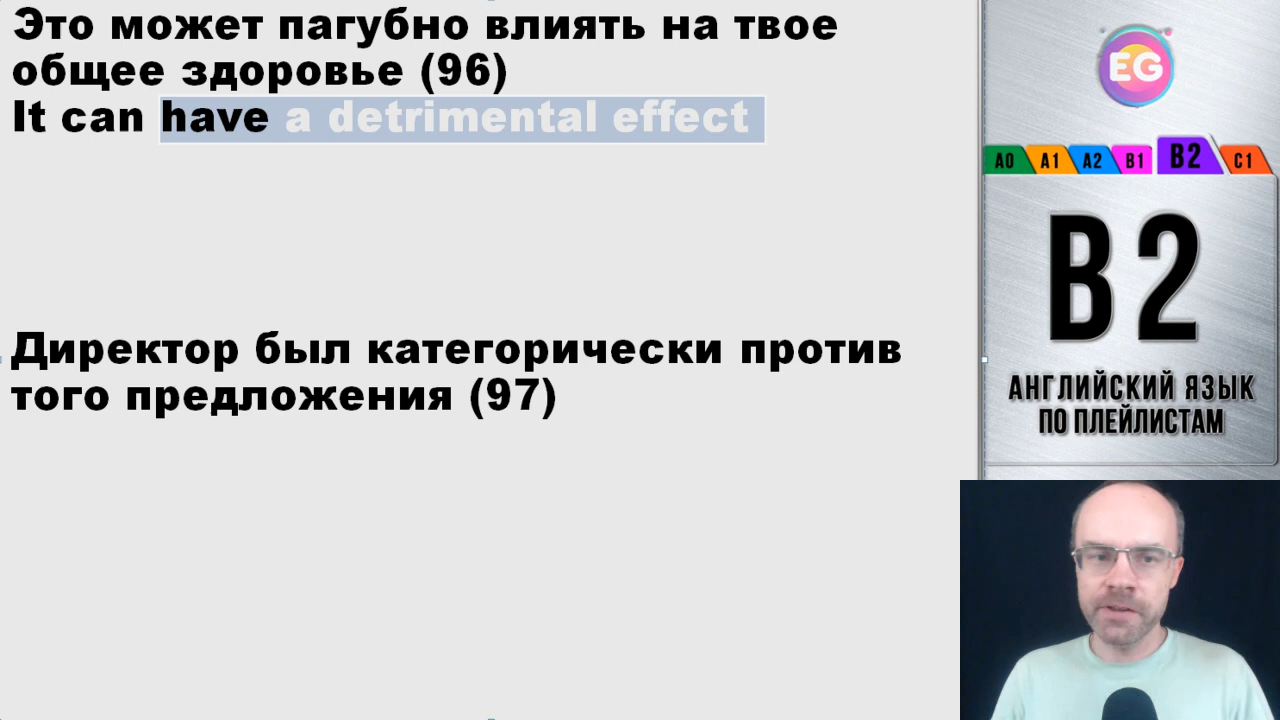 Это может пагубно влиять на твое
общее здоровье (96)
It can have a detrimental effect
Директор был категорически против
того предложения (97)
EG
A0 A1 A2 B1 B2 C1
B2
АНГЛИЙСКИЙ ЯЗЫК
ПО ПЛЕЙЛИСТАМ